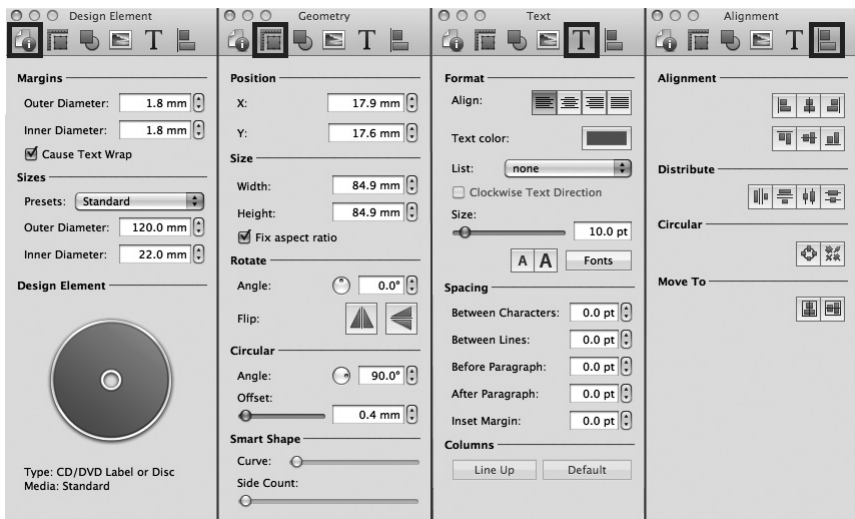 Design Element
Margins
Outer Diameter: 1.8 mm
Inner Diameter: 1.8 mm
Cause Text Wrap
Sizes
Presets: Standard
Outer Diameter: 120.0 mm
Inner Diameter: 22.0 mm
Design Element
Type: CD/DVD Label or Disc
Media: Standard
Geometry
Position
X: 17.9 mm
Y: 17.6 mm
Size
Width: 84.9 mm
Height: 84.9 mm
Fix aspect ratio
Rotate
Angle: 0.0°
Flip:
Circular
Angle: 90.0°
Offset:
0.4 mm
Smart Shape
Curve:
Side Count:
Text
T
Format
Align:
Text color:
List: none
Clockwise Text Direction
Size:
10.0 pt
A A Fonts
Spacing
Between Characters: 0.0 pt
Between Lines: 0.0 pt
Before Paragraph: 0.0 pt
After Paragraph: 0.0 pt
Inset Margin: 0.0 pt
Columns
Line Up Default
Alignment
Alignment
Distribute
Circular
Move To